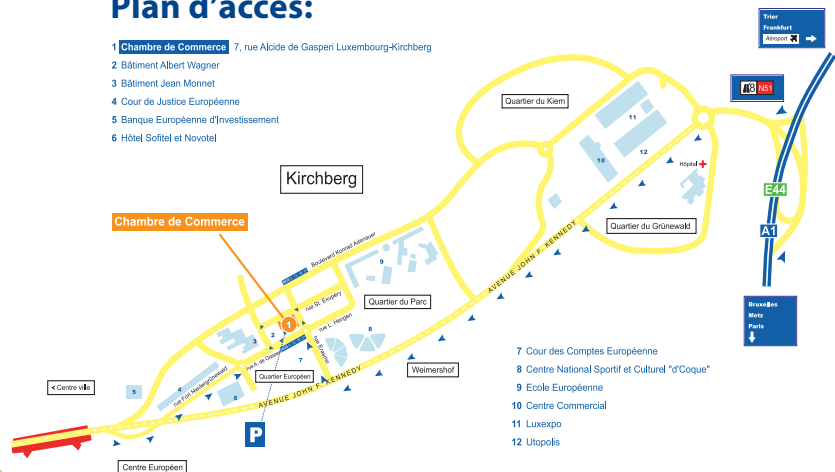 Plan d'accès:
1 Chambre de Commerce 7, rue Alcide de Gasperi Luxembourg-Kirchberg
2 Bâtiment Albert Wagner
3 Bâtiment Jean Monnet
4 Cour de Justice Européenne
5 Banque Européenne d'Investissement
6 Hôtel Sofitel et Novotel
Trier
Frankfurt
Aéroport
8 N51
Quartier du Kiem
11
12
10
Hôpital
Kirchberg
E44
Chambre de Commerce
Quartier du Grünewald
A1
Boulevard Konrad Adenauer
9
AVENUE JOHN F. KENNEDY
rue St. Exupéry
Quartier du Parc
Bruxelles
Metz
Paris
1
2
3
rue L. Hengen
8
rue A. de Gasperi
rue Erasme
7
7 Cour des Comptes Européenne
8 Centre National Sportif et Culturel "d'Coque"
9 Ecole Européenne
10 Centre Commercial
11 Luxexpo
12 Utopolis
Quartier Européen
Weimershof
rue Fort Niedergrünewald
< Centre ville
5
4
6
AVENUE JOHN F. KENNEDY
P
Centre Européen